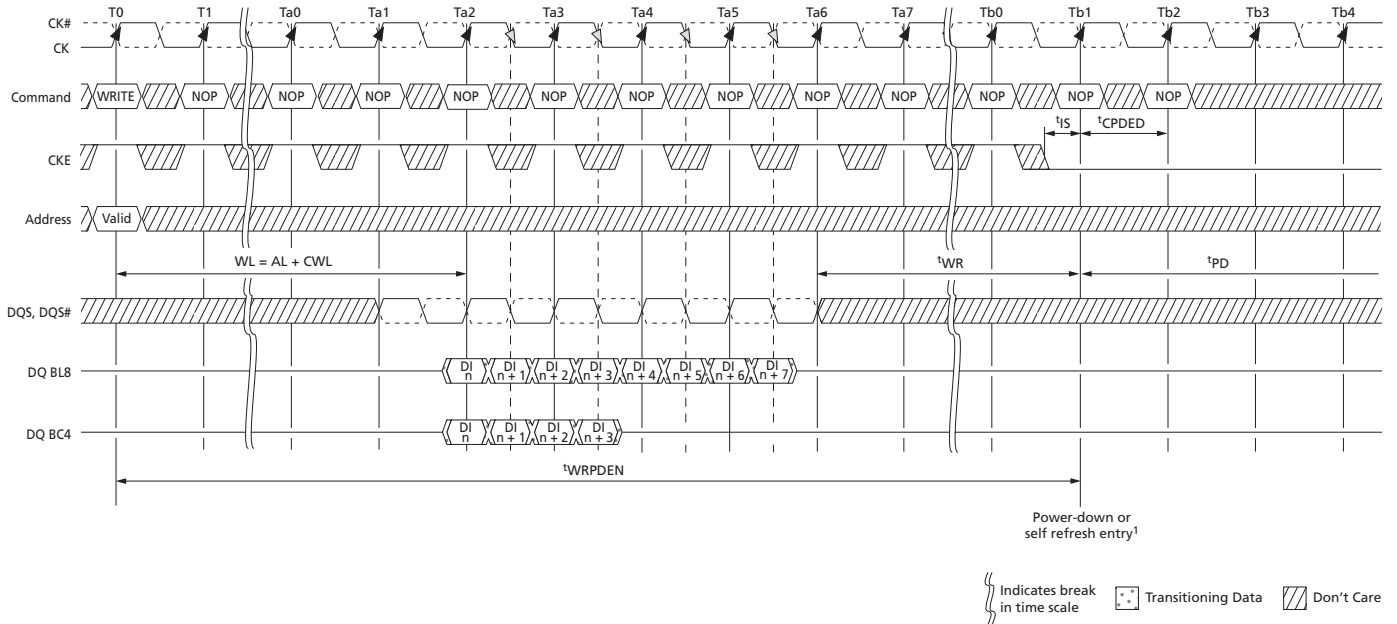 T0 T1 Ta0 Ta1 Ta2 Ta3 Ta4 Ta5 Ta6 Ta7 Tb0 Tb1 Tb2 Tb3 Tb4
CK#
CK
Command WRITE NOP NOP NOP NOP NOP NOP NOP NOP NOP NOP NOP NOP
tIS tCPDED
CKE
Address Valid
WL = AL + CWL tWR tPD
DQS, DQS#
DQ BL8 DI n DI n + 1 DI n + 2 DI n + 3 DI n + 4 DI n + 5 DI n + 6 DI n + 7
DQ BC4 DI n DI n + 1 DI n + 2 DI n + 3
tWRPDEN
Power-down or
self refresh entry1
Indicates break
in time scale
Transitioning Data
Don't Care